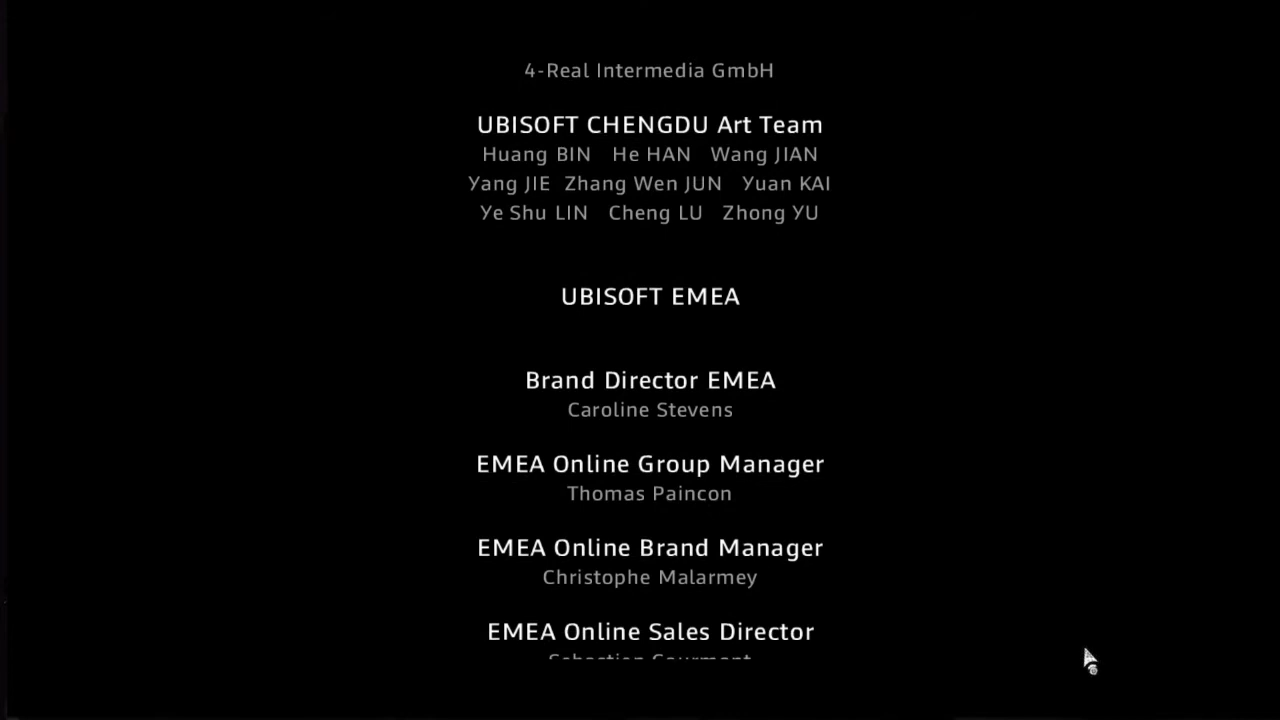 4-Real Intermedia GmbH
UBISOFT CHENGDU Art Team
Huang BIN He HAN Wang JIAN
Yang JIE Zhang Wen JUN Yuan KAI
Ye Shu LIN Cheng LU Zhong YU
UBISOFT EMEA
Brand Director EMEA
Caroline Stevens
EMEA Online Group Manager
Thomas Paincon
EMEA Online Brand Manager
Christophe Malarmey
EMEA Online Sales Director